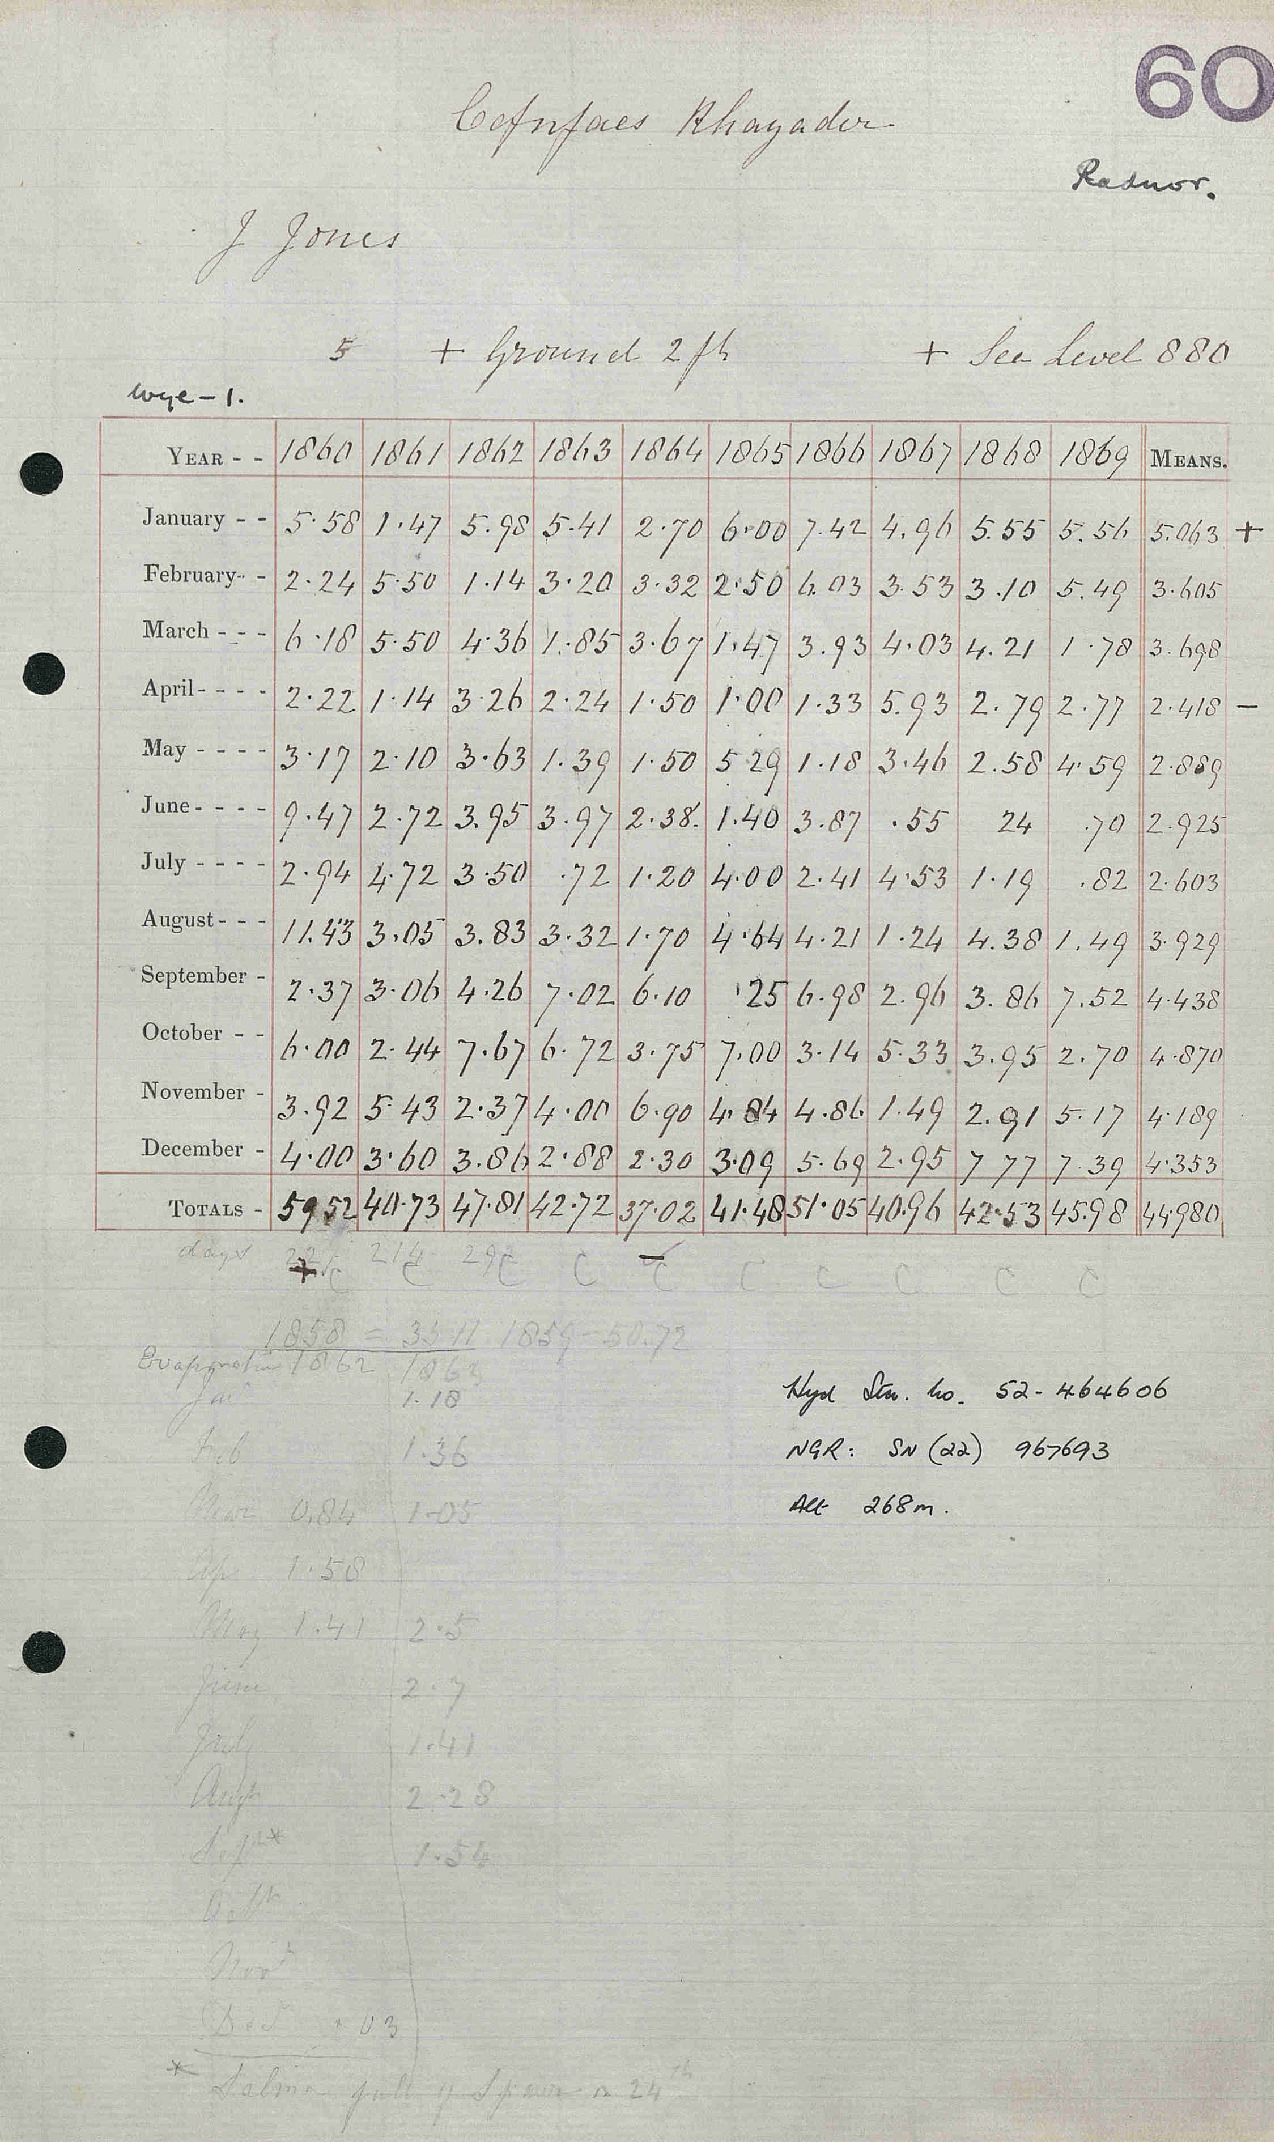 60
Cefnfaes Rhayader
Radnor.
J Jones
5 + Ground 2 ft + Sea Level 880
Wye - 1.
YEAR - - 1860 1861 1862 1863 1864 1865 1866 1867 1868 1869 MEANS.
January - - 5.58 1.47 5.98 5.41 2.70 6.00 7.42 4.96 5.55 5.56 5.063 +
February - - 2.24 5.50 1.14 3.20 3.32 2.50 6.03 3.53 3.10 5.49 3.605
March - - - 6.18 5.50 4.36 1.85 3.67 1.47 3.93 4.03 4.21 1.78 3.698
April - - - - 2.22 1.14 3.26 2.24 1.50 1.00 1.33 5.93 2.79 2.77 2.418 -
May - - - - 3.17 2.10 3.63 1.39 1.50 5 29 1.18 3.46 2.58 4.59 2.889
June - - - - 9.47 2.72 3.95 3.97 2.38. 1.40 3.87 .55 24 .70 2.925
July - - - - 2.94 4.72 3.50 .72 1.20 4.00 2.41 4.53 1.19 .82 2.603
August - - - 11.43 3.05 3.83 3.32 1.70 4.64 4.21 1.24 4.38 1.49 3.929
September - 2.37 3.06 4.26 7.02 6.10 .25 6.98 2.96 3.86 7.52 4.438
October - - 6.00 2.44 7.67 6.72 3.75 7.00 3.14 5.33 3.95 2.70 4.870
November - 3.92 5.43 2.37 4.00 6.90 4.84 4.86 1.49 2.91 5.17 4.189
December - 4.00 3.60 3.86 2.88 2.30 3.09 5.69 2.95 7 77 7.39 4.353
TOTALS - 59 52 40.73 47.81 42.72 37.02 41.48 51.05 40.96 42.53 45.98 44.980
days 214
C C C C C C C C C C
1858 = 1859 = 50.72
Evaporation 1862 1863
Jan 1.18
Feb 1.36
Mar 0.84 1.05
Ap 1.58
May 1.41 2.5
June 2.7
July 1.41
Augt 2.28
Sept* 1.54
Octr
Novr
Decr .03
* on 24th
Hyd Stn. No. 52-464606
NGR: SN (22) 967693
Alt 268m.